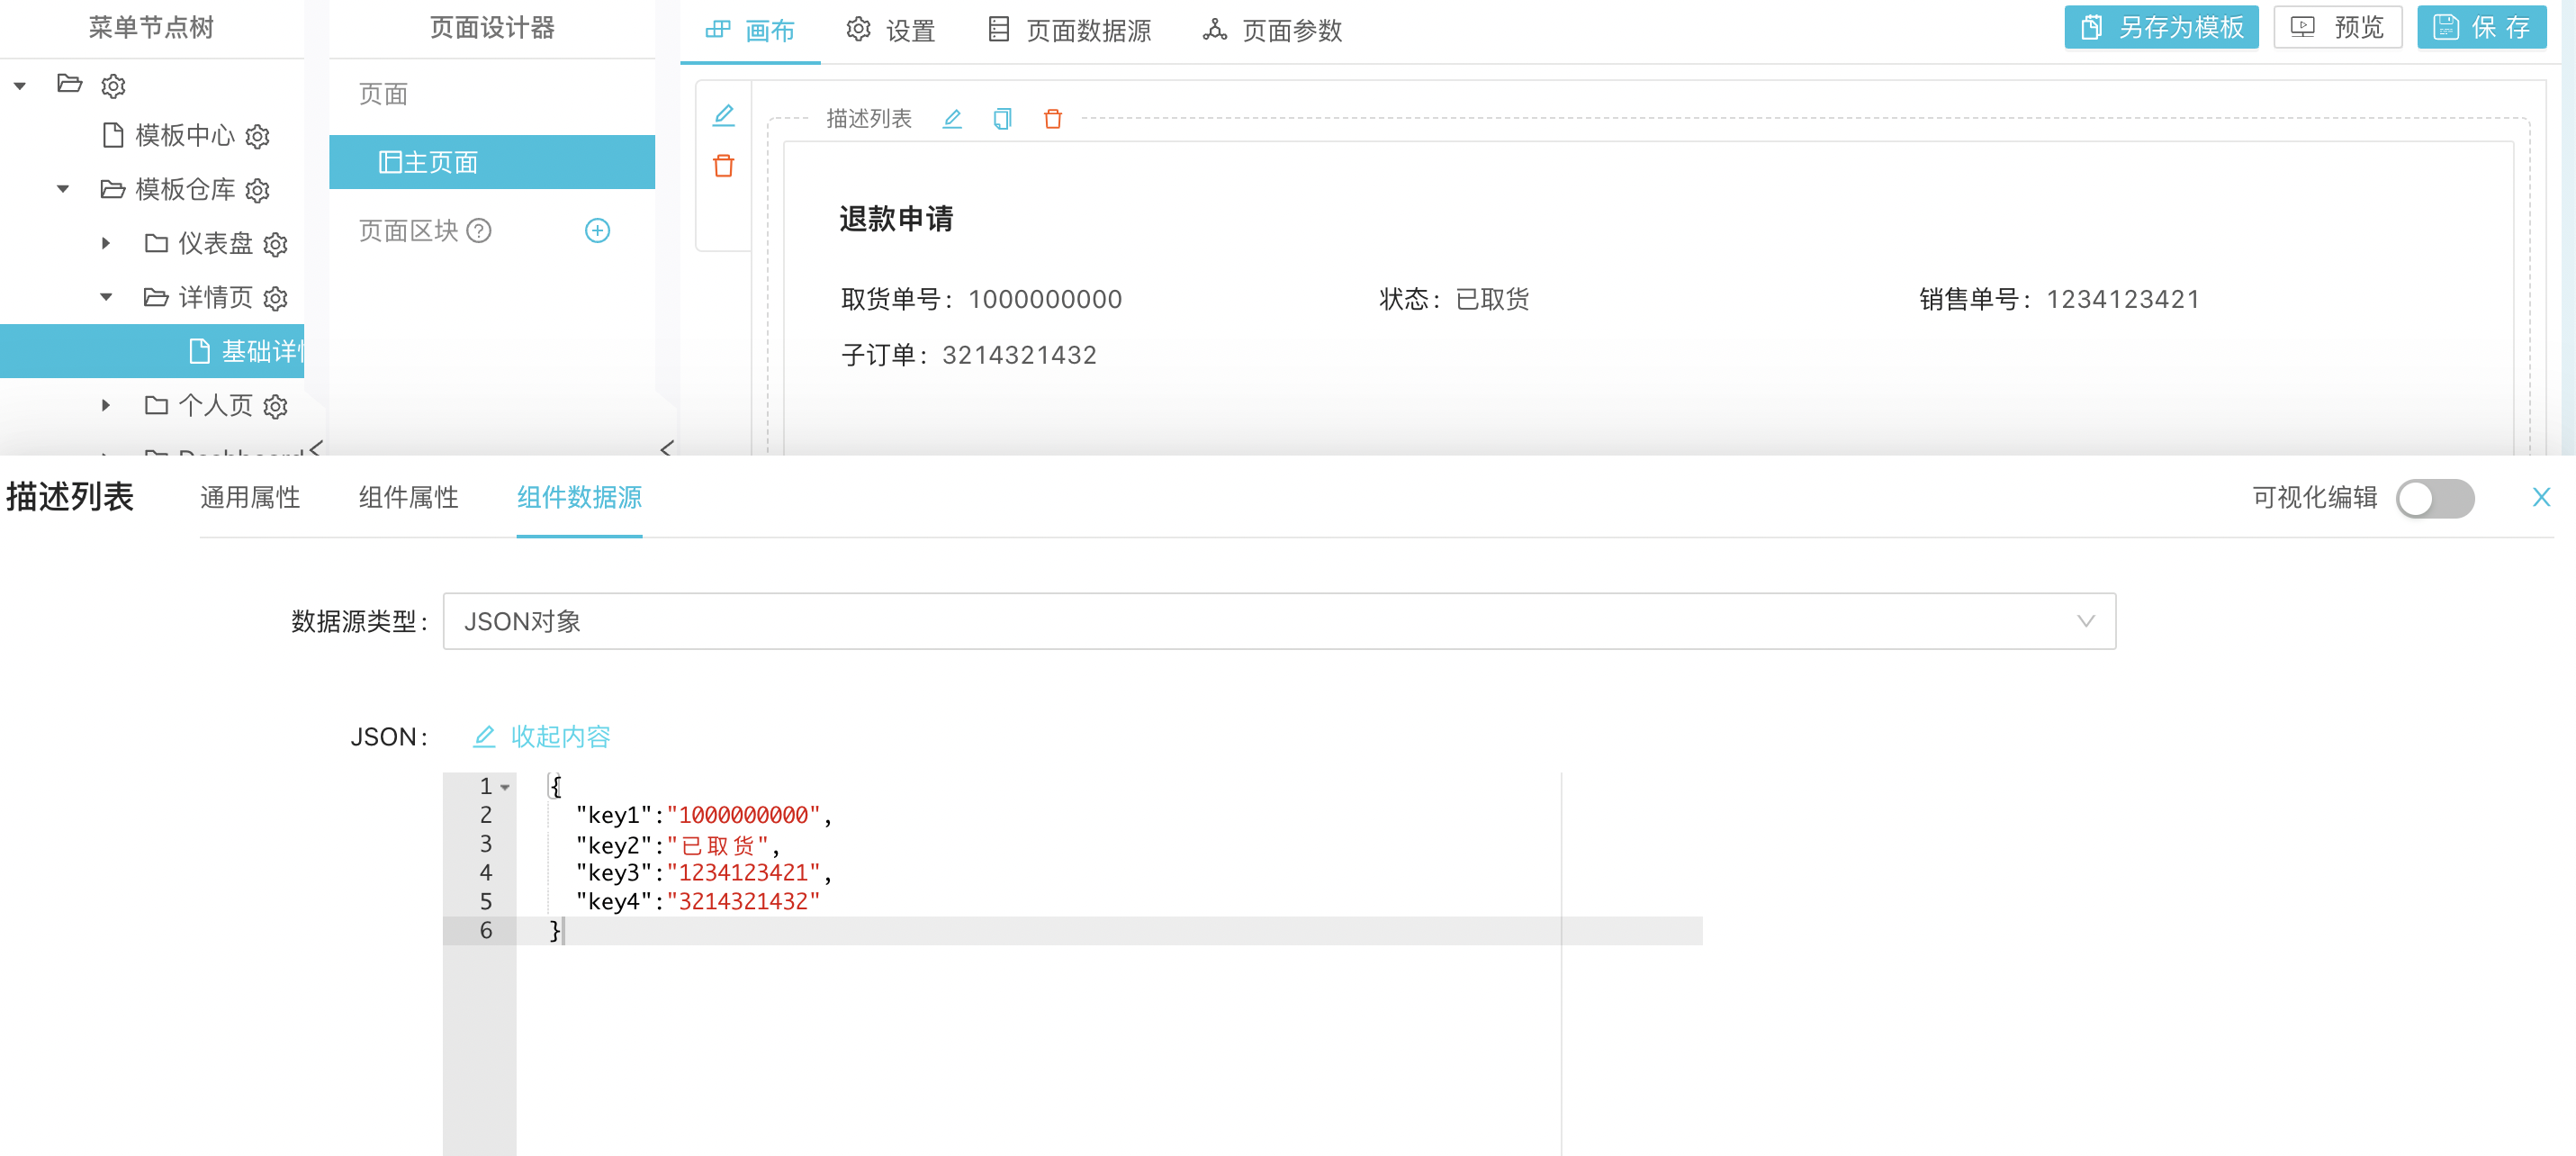 菜单节点树
模板中心
模板仓库
仪表盘
详情页
基础详
个人页
页面设计器
页面
主页面
页面区块
画布 设置 页面数据源 页面参数
另存为模板 预览 保 存
描述列表
退款申请
取货单号: 1000000000 状态: 已取货 销售单号: 1234123421
子订单: 3214321432
描述列表 通用属性 组件属性 组件数据源 可视化编辑
数据源类型: JSON对象
JSON: 收起内容
1 {
2 "key1":"1000000000",
3 "key2":"已取货",
4 "key3":"1234123421",
5 "key4":"3214321432"
6 }